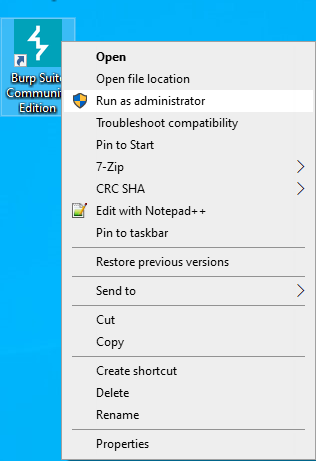 Burp Suite
Communi
Edition
Open
Open file location
Run as administrator
Troubleshoot compatibility
Pin to Start
7-Zip
CRC SHA
Edit with Notepad++
Pin to taskbar
Restore previous versions
Send to
Cut
Copy
Create shortcut
Delete
Rename
Properties